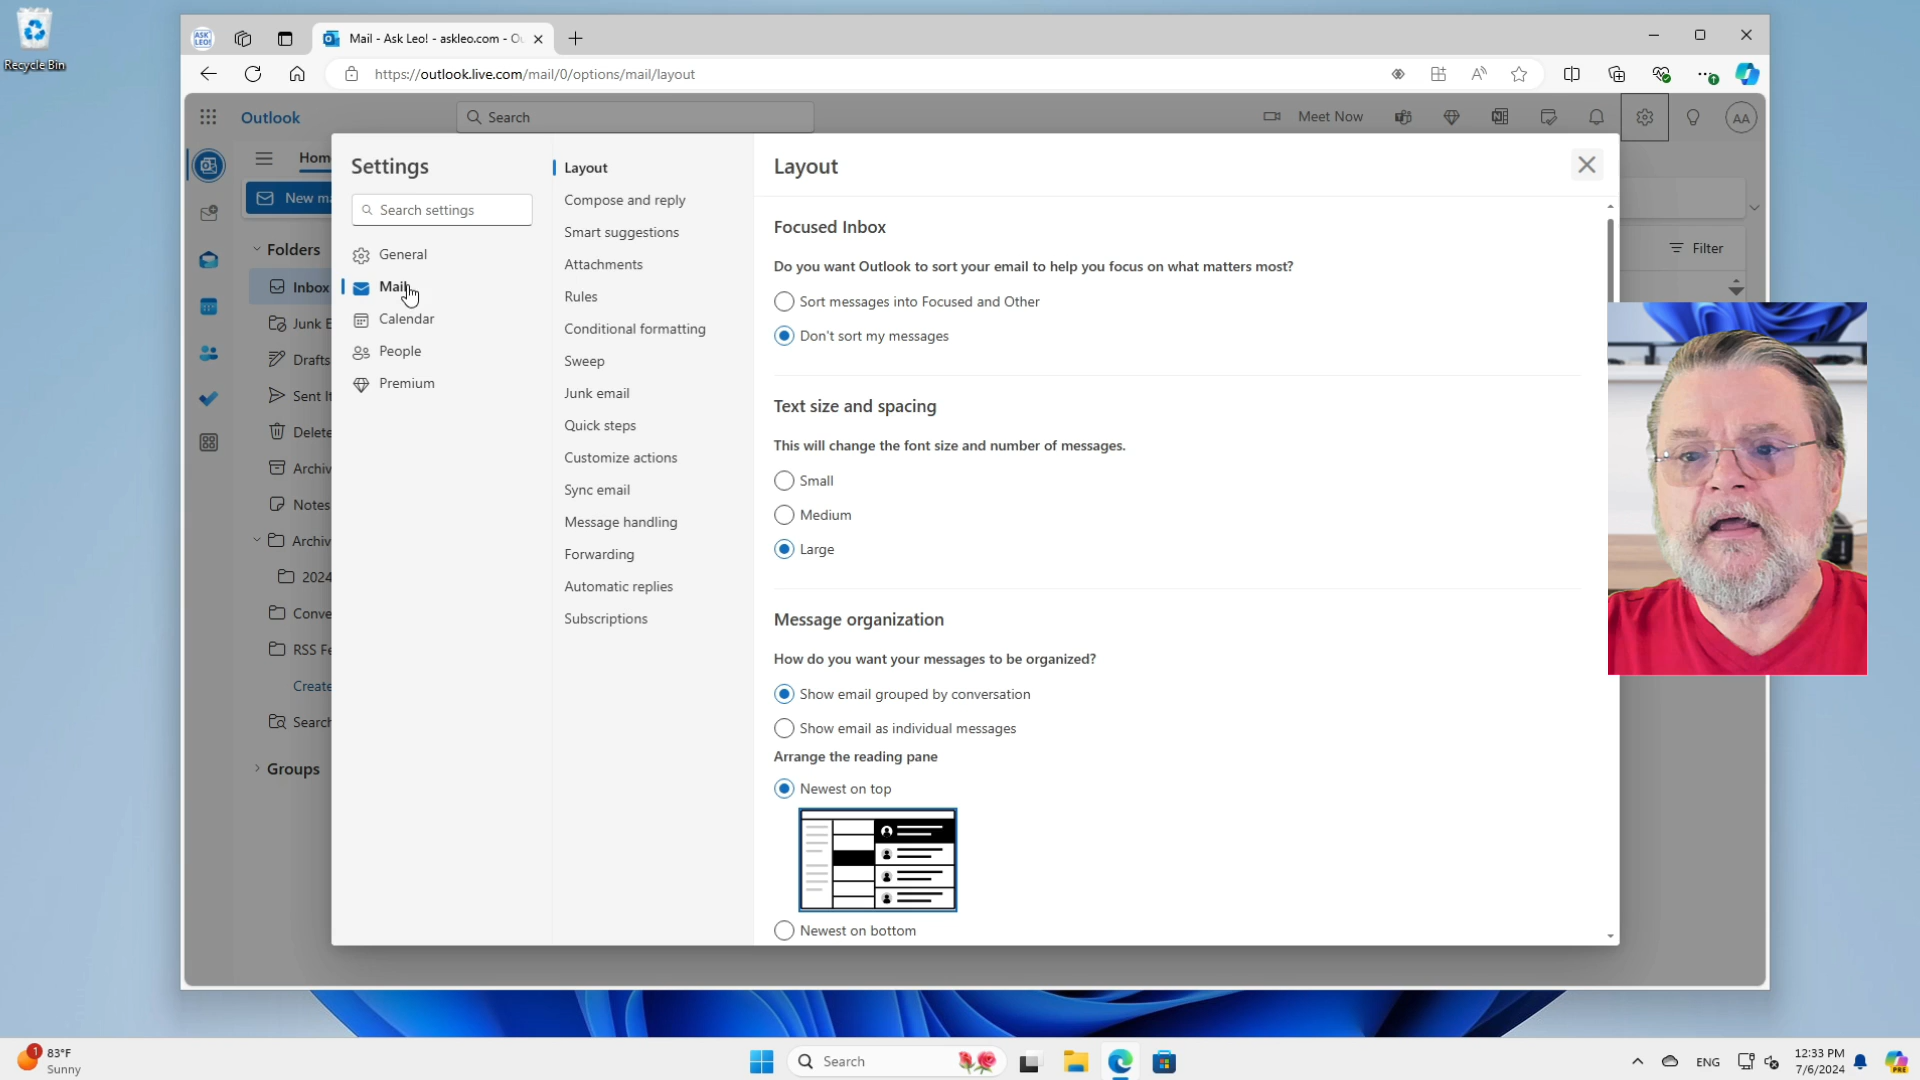 Recycle Bin
ASK LEO!
Mail - Ask Leo! - askleo.com - O
https://outlook.live.com/mail/0/options/mail/layout
Outlook
Search
Meet Now
AA
Hom
New ma
Filter
Folders
Inbox
Junk E
Drafts
Sent It
Delete
Archiv
Notes
Archiv
2024
Conve
RSS Fe
Create
Search
Groups
Settings
Search settings
General
Mail
Calendar
People
Premium
Layout
Compose and reply
Smart suggestions
Attachments
Rules
Conditional formatting
Sweep
Junk email
Quick steps
Customize actions
Sync email
Message handling
Forwarding
Automatic replies
Subscriptions
Layout
Focused Inbox
Do you want Outlook to sort your email to help you focus on what matters most?
Sort messages into Focused and Other
Don't sort my messages
Text size and spacing
This will change the font size and number of messages.
Small
Medium
Large
Message organization
How do you want your messages to be organized?
Show email grouped by conversation
Show email as individual messages
Arrange the reading pane
Newest on top
Newest on bottom
1
83°F
Sunny
Search
ENG
12:33 PM
7/6/2024
PRE